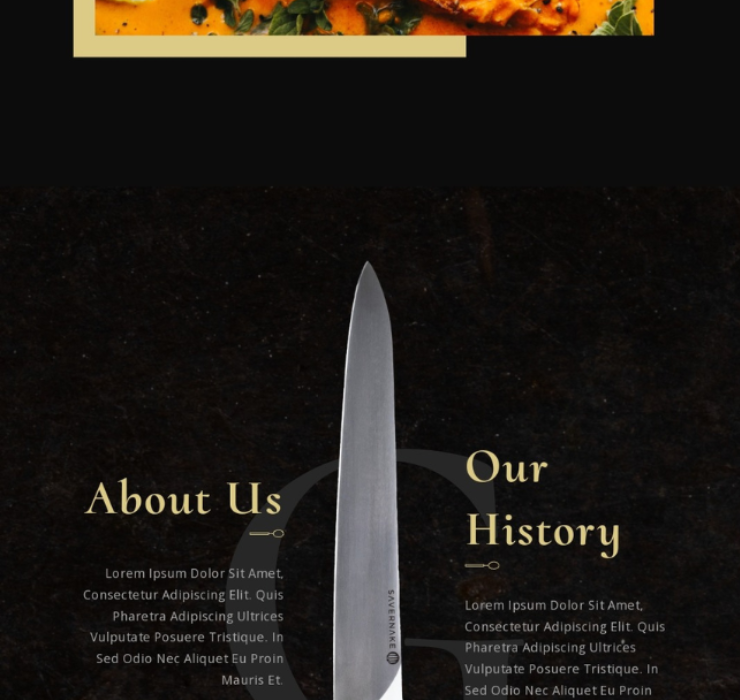 About Us
Lorem Ipsum Dolor Sit Amet,
Consectetur Adipiscing Elit. Quis
Pharetra Adipiscing Ultrices
Vulputate Posuere Tristique. In
Sed Odio Nec Aliquet Eu Proin
Mauris Et.
G
SAVERNAKE
Our
History
Lorem Ipsum Dolor Sit Amet,
Consectetur Adipiscing Elit. Quis
Pharetra Adipiscing Ultrices
Vulputate Posuere Tristique. In
Sed Odio Nec Aliquet Eu Proin